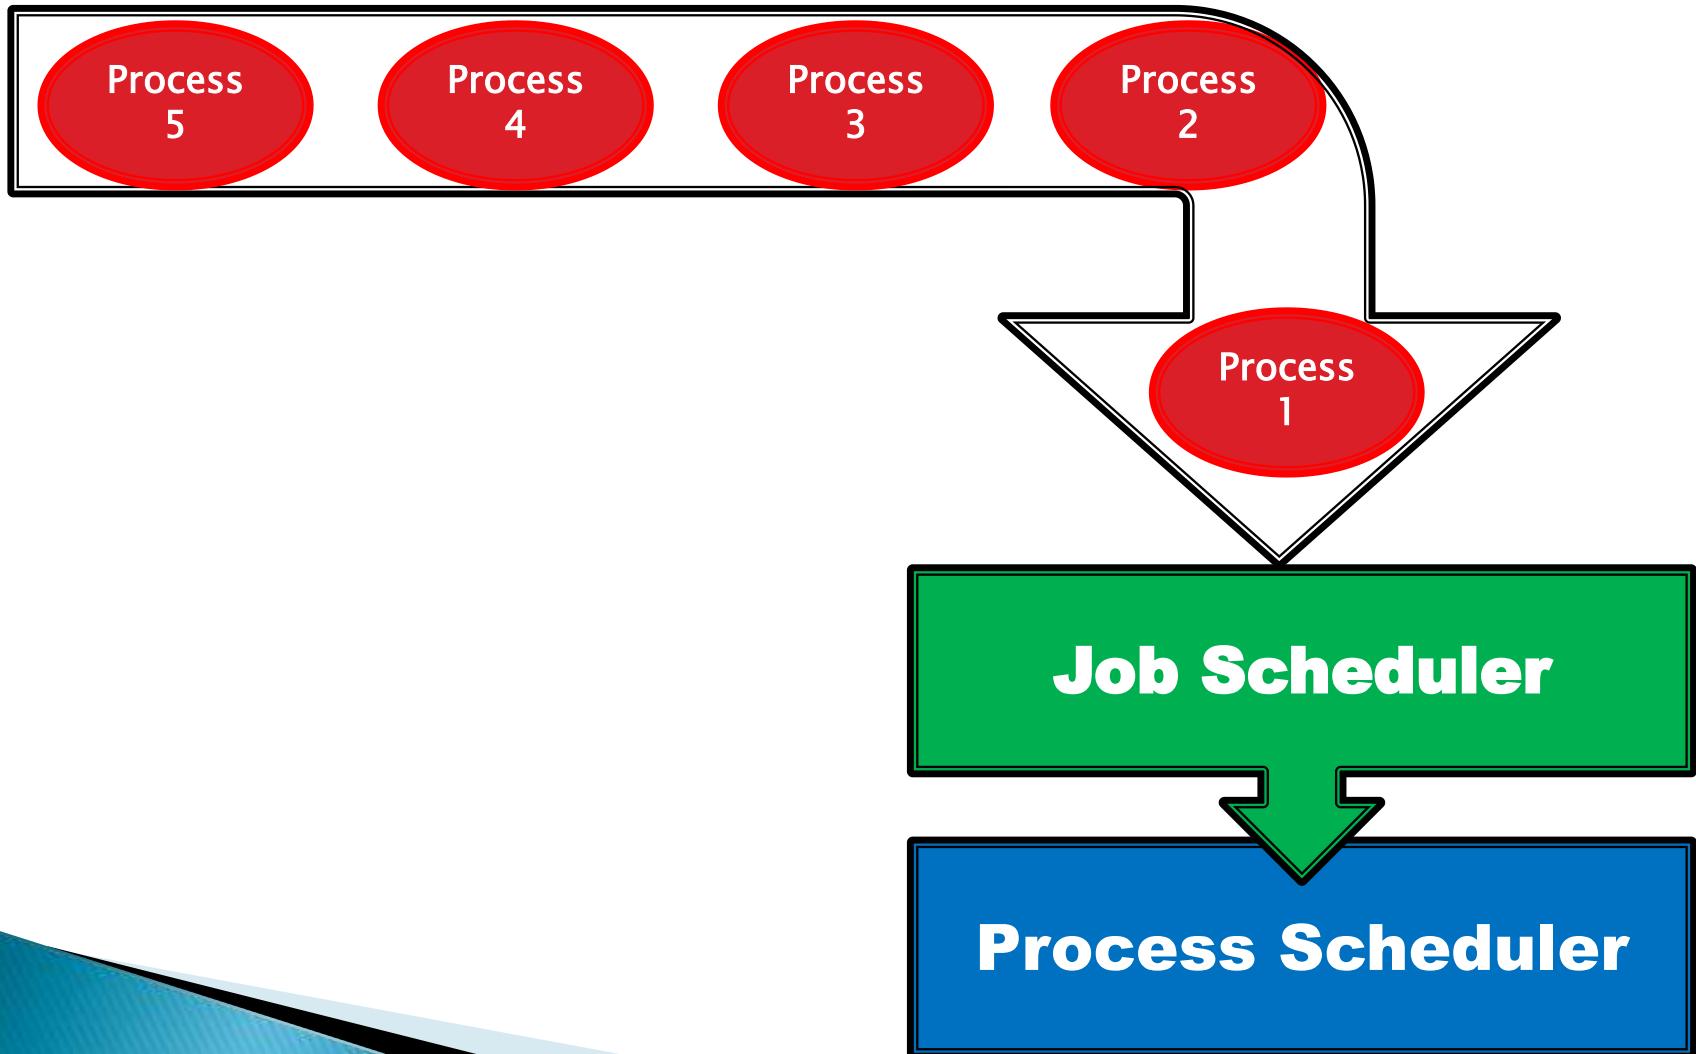 Process
5
Process
4
Process
3
Process
2
Process
1
Job Scheduler
Process Scheduler